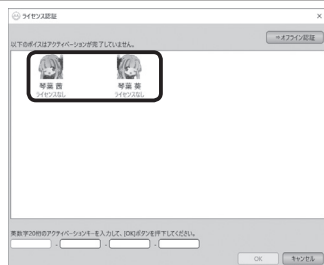 ライセンス認証
⇒オフライン認証
以下のボイスはアクティベーションが完了していません。
琴葉 茜
琴葉 葵
ライセンスなし
ライセンスなし
英数字20桁のアクティベーションキーを入力して、[OK]ボタンを押下してください。
- - -
OK
キャンセル